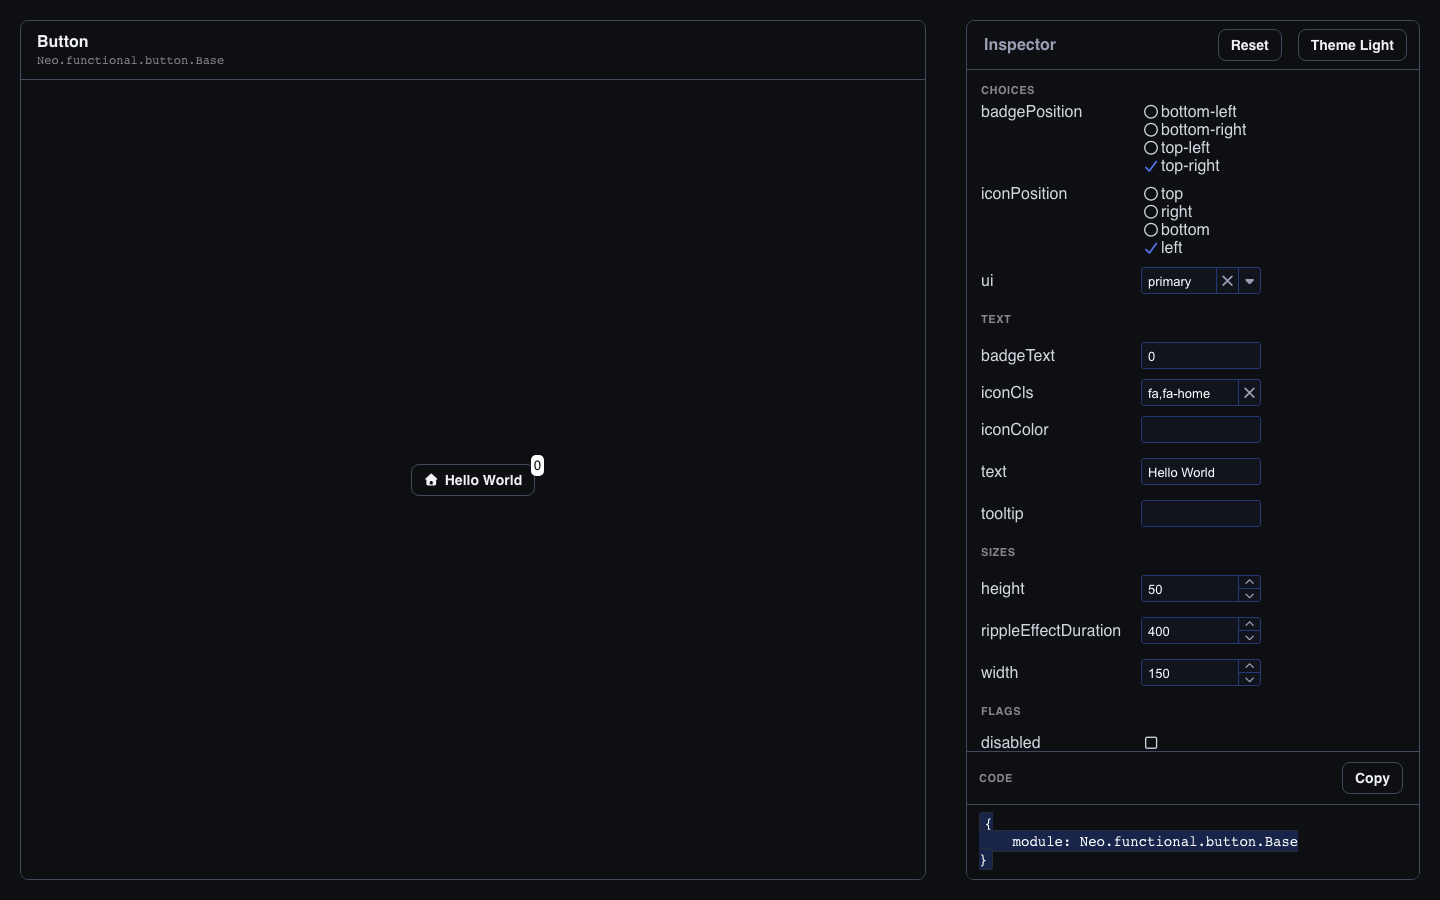 Button
Neo.functional.button.Base
0
Hello World
Inspector
Reset
Theme Light
CHOICES
badgePosition
bottom-left
bottom-right
top-left
top-right
iconPosition
top
right
bottom
left
ui
primary
TEXT
badgeText
0
iconCls
fa,fa-home
iconColor
text
Hello World
tooltip
SIZES
height
50
rippleEffectDuration
400
width
150
FLAGS
disabled
CODE
Copy
{
module: Neo.functional.button.Base
}